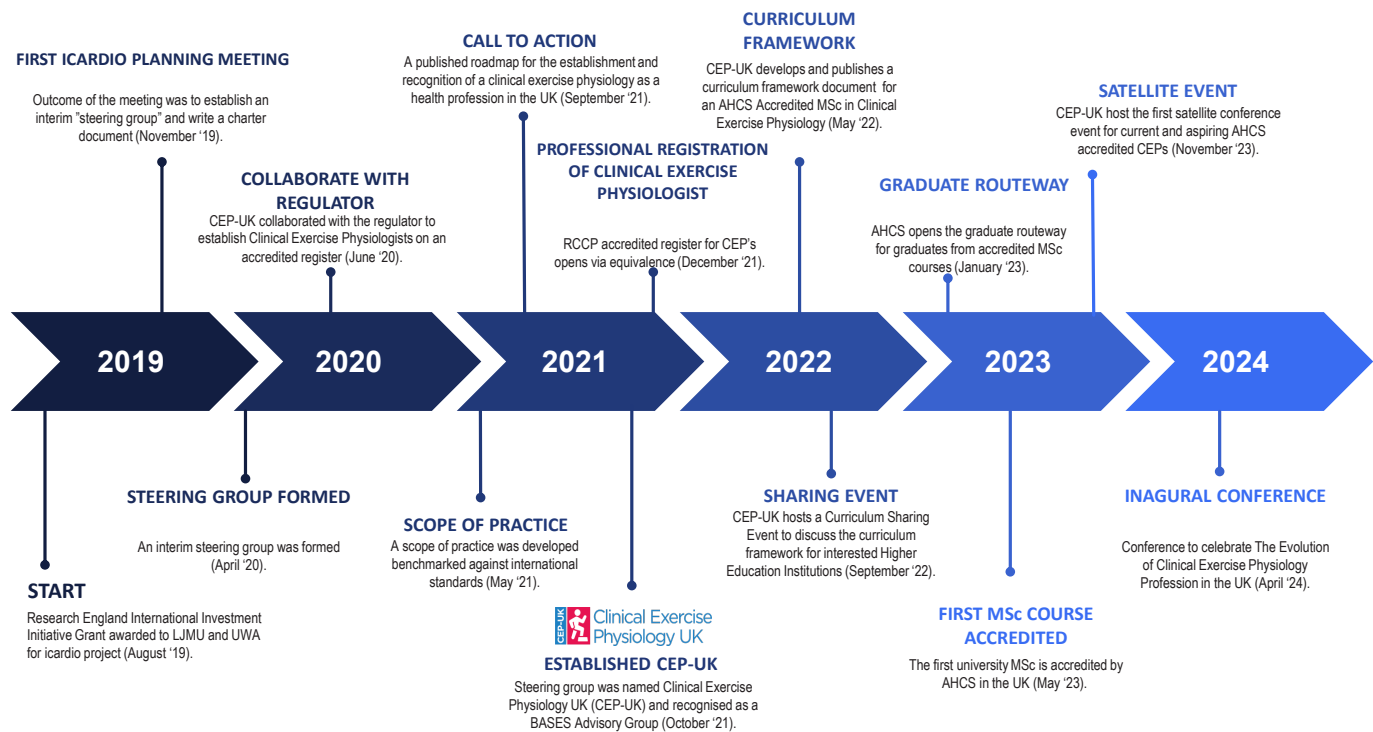 FIRST ICARDIO PLANNING MEETING
Outcome of the meeting was to establish an
interim "steering group" and write a charter
document (November ‘19).
COLLABORATE WITH
REGULATOR
CEP-UK collaborated with the regulator to
establish Clinical Exercise Physiologists on an
accredited register (June ‘20).
CALL TO ACTION
A published roadmap for the establishment and
recognition of a clinical exercise physiology as a
health profession in the UK (September ‘21).
PROFESSIONAL REGISTRATION
OF CLINICAL EXERCISE
PHYSIOLOGIST
RCCP accredited register for CEP’s
opens via equivalence (December ‘21).
CURRICULUM
FRAMEWORK
CEP-UK develops and publishes a
curriculum framework document for
an AHCS Accredited MSc in Clinical
Exercise Physiology (May ‘22).
GRADUATE ROUTEWAY
AHCS opens the graduate routeway
for graduates from accredited MSc
courses (January ‘23).
SATELLITE EVENT
CEP-UK host the first satellite conference
event for current and aspiring AHCS
accredited CEPs (November ‘23).
2019
2020
2021
2022
2023
2024
START
Research England International Investment
Initiative Grant awarded to LJMU and UWA
for icardio project (August ‘19).
STEERING GROUP FORMED
An interim steering group was formed
(April ‘20).
SCOPE OF PRACTICE
A scope of practice was developed
benchmarked against international
standards (May ‘21).
CEP-UK
Clinical Exercise
Physiology UK
ESTABLISHED CEP-UK
Steering group was named Clinical Exercise
Physiology UK (CEP-UK) and recognised as a
BASES Advisory Group (October ‘21).
SHARING EVENT
CEP-UK hosts a Curriculum Sharing
Event to discuss the curriculum
framework for interested Higher
Education Institutions (September ‘22).
FIRST MSc COURSE
ACCREDITED
The first university MSc is accredited by
AHCS in the UK (May ‘23).
INAGURAL CONFERENCE
Conference to celebrate The Evolution
of Clinical Exercise Physiology
Profession in the UK (April ‘24).